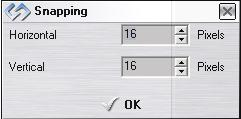 Snapping
Horizontal 16 Pixels
Vertical 16 Pixels
OK